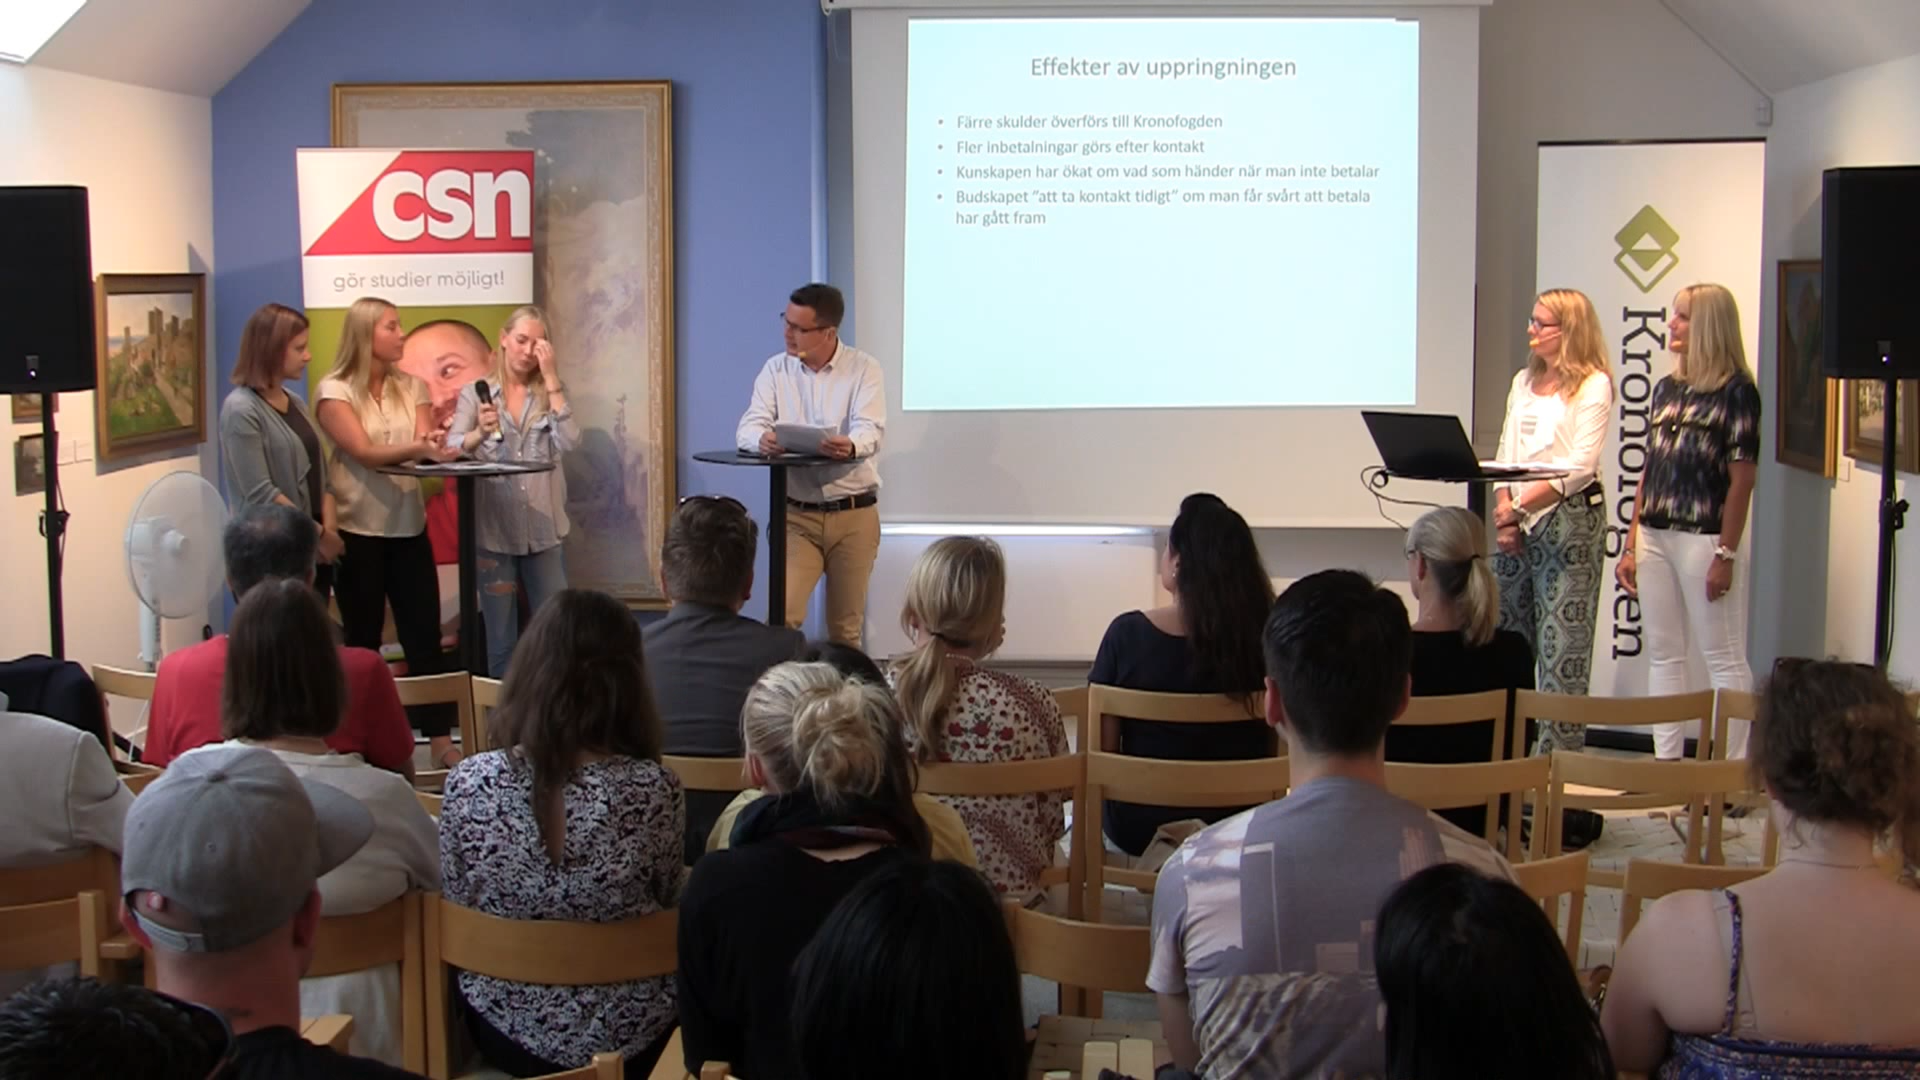 Effekter av uppringningen
• Färre skulder överförs till Kronofogden
• Fler inbetalningar görs efter kontakt
• Kunskapen har ökat om vad som händer när man inte betalar
• Budskapet ”att ta kontakt tidigt” om man får svårt att betala
har gått fram
csn
gör studier möjligt!
Kronofogden